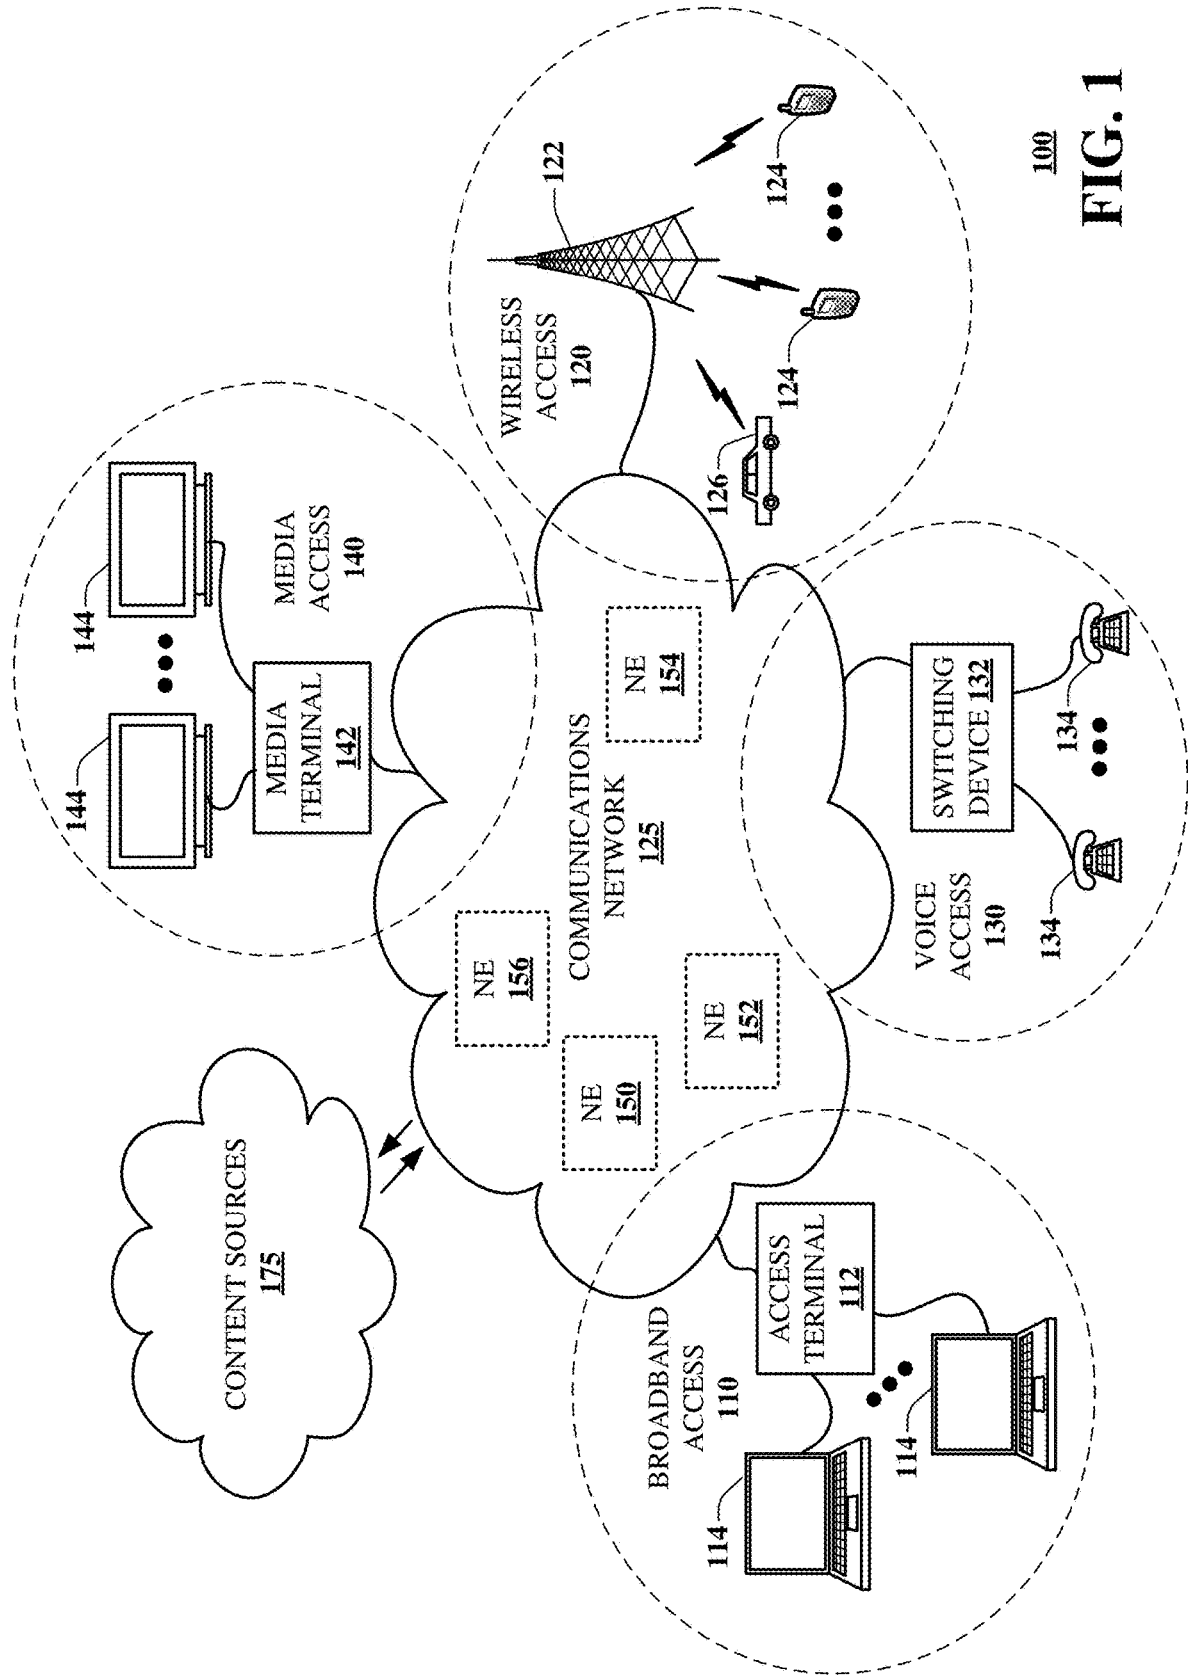 CONTENT SOURCES
175
144
144
MEDIA
TERMINAL
142
MEDIA
ACCESS
140
WIRELESS
ACCESS
120
122
124
124
126
NE
156
NE
150
NE
152
NE
154
COMMUNICATIONS
NETWORK
125
BROADBAND
ACCESS
110
ACCESS
TERMINAL
112
114
114
VOICE
ACCESS
130
SWITCHING
DEVICE 132
134
134
100
FIG. 1